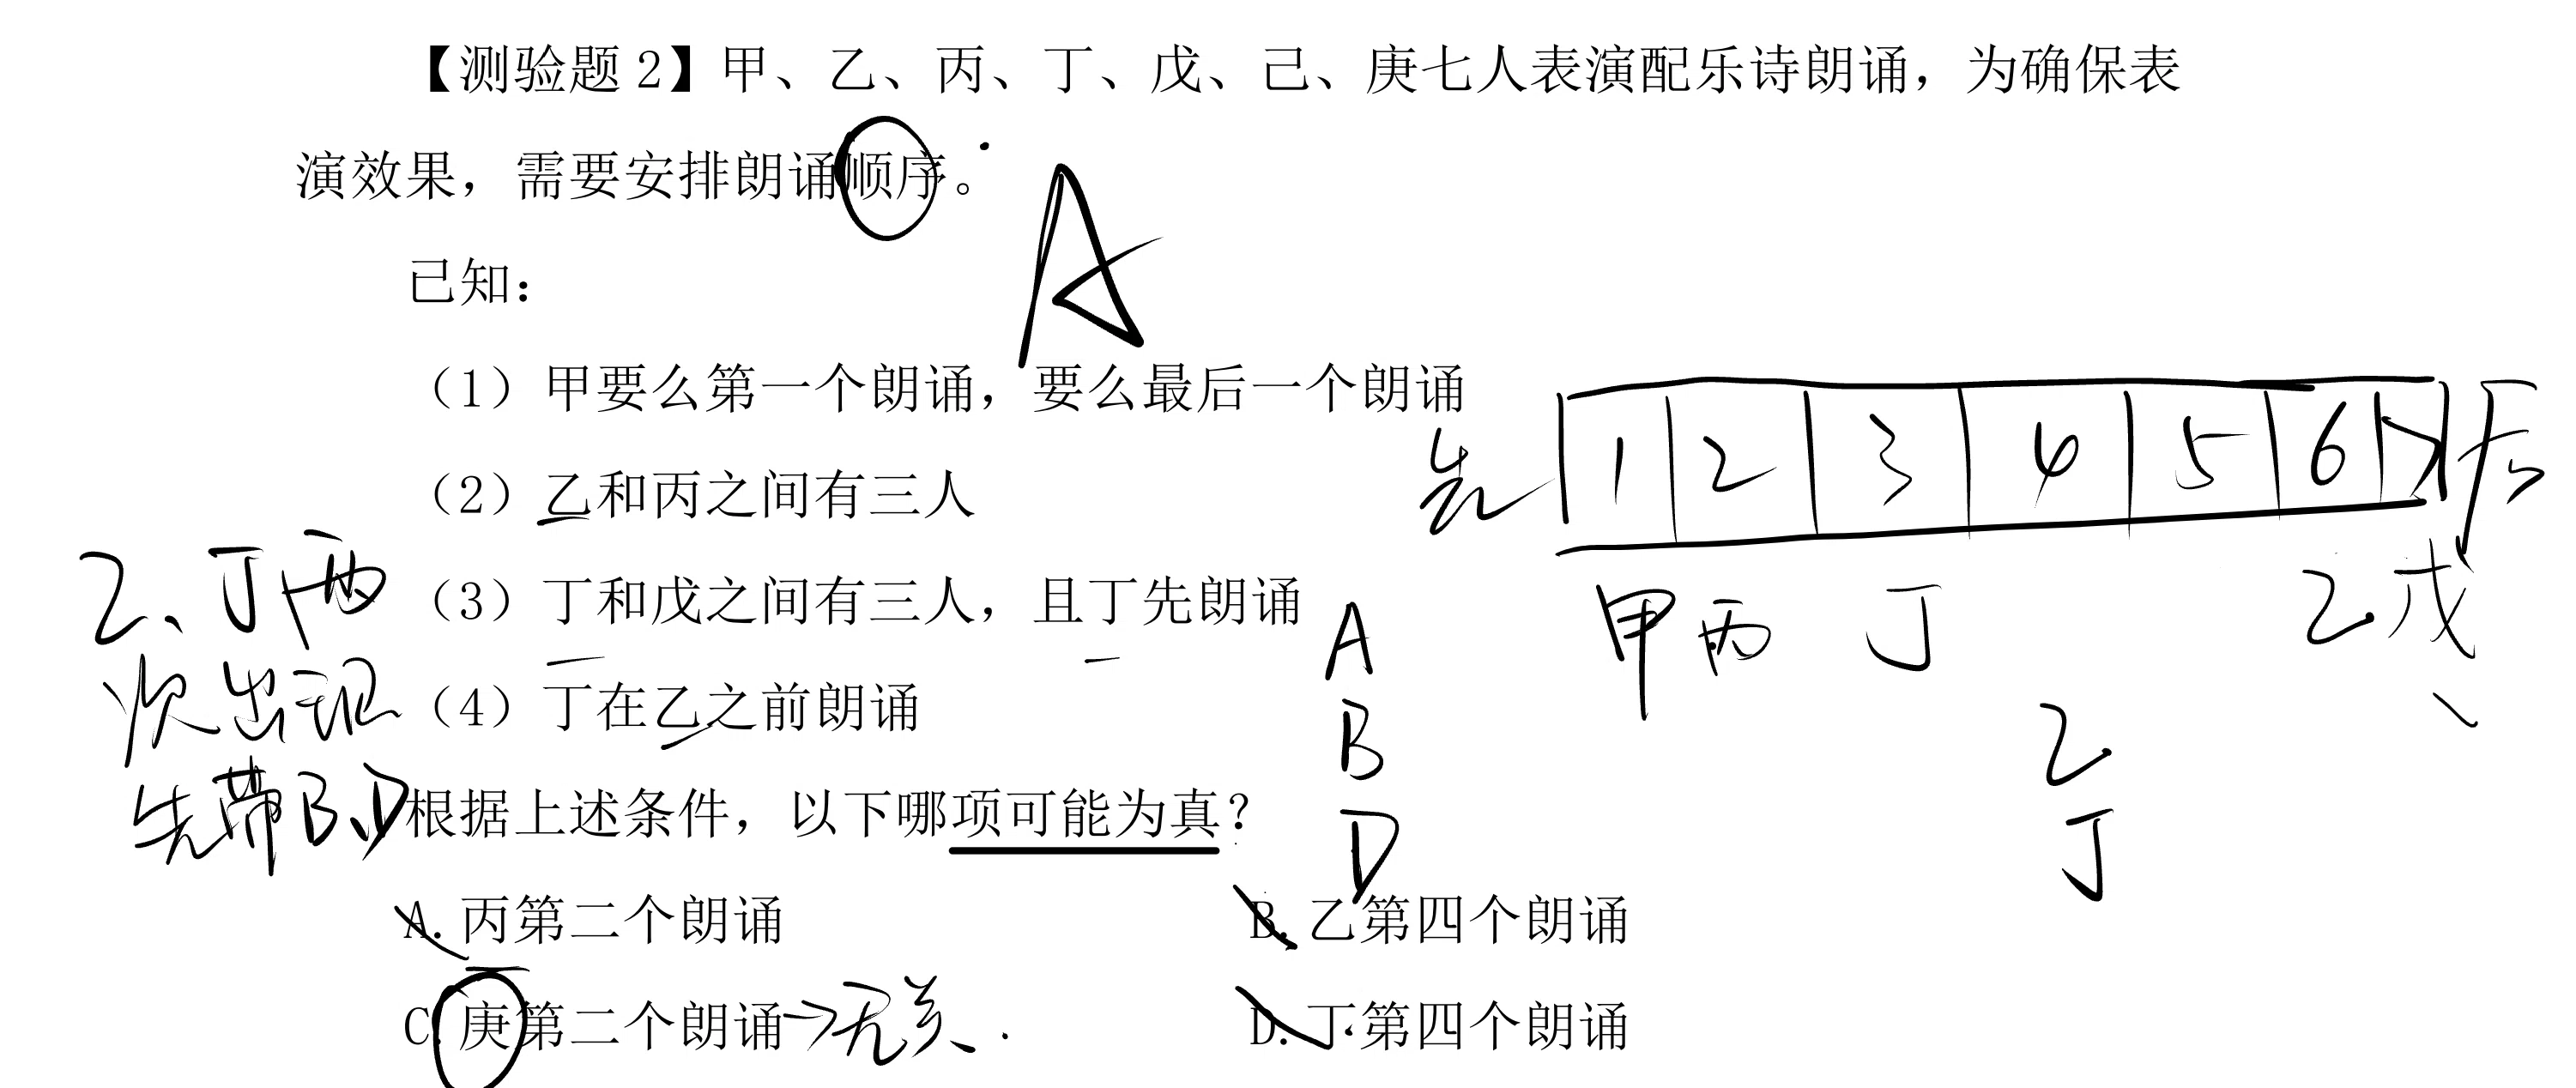 【测验题 2】甲、乙、丙、丁、戊、己、庚七人表演配乐诗朗诵，为确保表
演效果，需要安排朗诵顺序。
A
已知：
（1）甲要么第一个朗诵，要么最后一个朗诵
（2）乙和丙之间有三人
先 1 2 3 4 5 6 7 后
（3）丁和戊之间有三人，且丁先朗诵
甲 丙 丁 乙 戊
乙
丁
（4）丁在乙之前朗诵
乙、丁两
次出现
先带B、D
根据上述条件，以下哪项可能为真？
A
B
D
A. 丙第二个朗诵 B. 乙第四个朗诵
C. 庚第二个朗诵→无关 D. 丁第四个朗诵